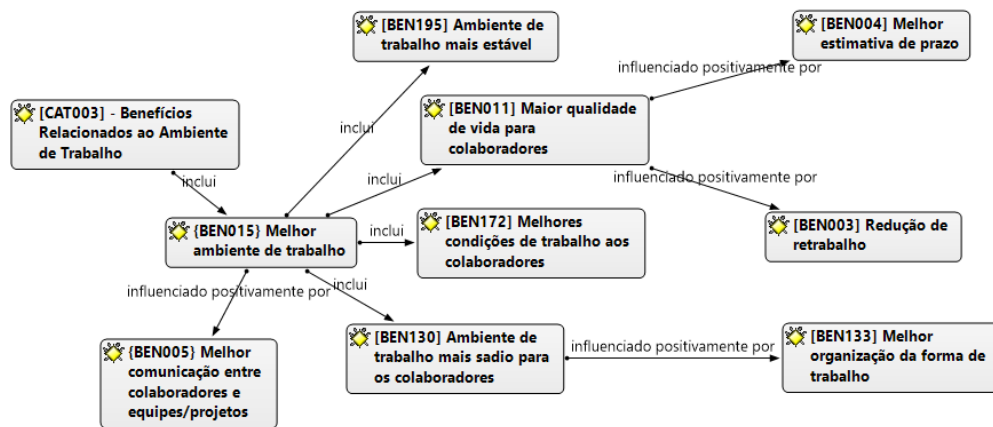 [BEN195] Ambiente de
trabalho mais estável
[BEN004] Melhor
estimativa de prazo
influenciado positivamente por
[CAT003] - Benefícios
Relacionados ao Ambiente
de Trabalho
[BEN011] Maior qualidade
de vida para
colaboradores
inclui
inclui
inclui
influenciado positivamente por
{BEN015} Melhor
ambiente de trabalho
inclui
[BEN172] Melhores
condições de trabalho aos
colaboradores
[BEN003] Redução de
retrabalho
influenciado positivamente por
inclui
{BEN005} Melhor
comunicação entre
colaboradores e
equipes/projetos
[BEN130] Ambiente de
trabalho mais sadio para
os colaboradores
influenciado positivamente por
[BEN133] Melhor
organização da forma de
trabalho